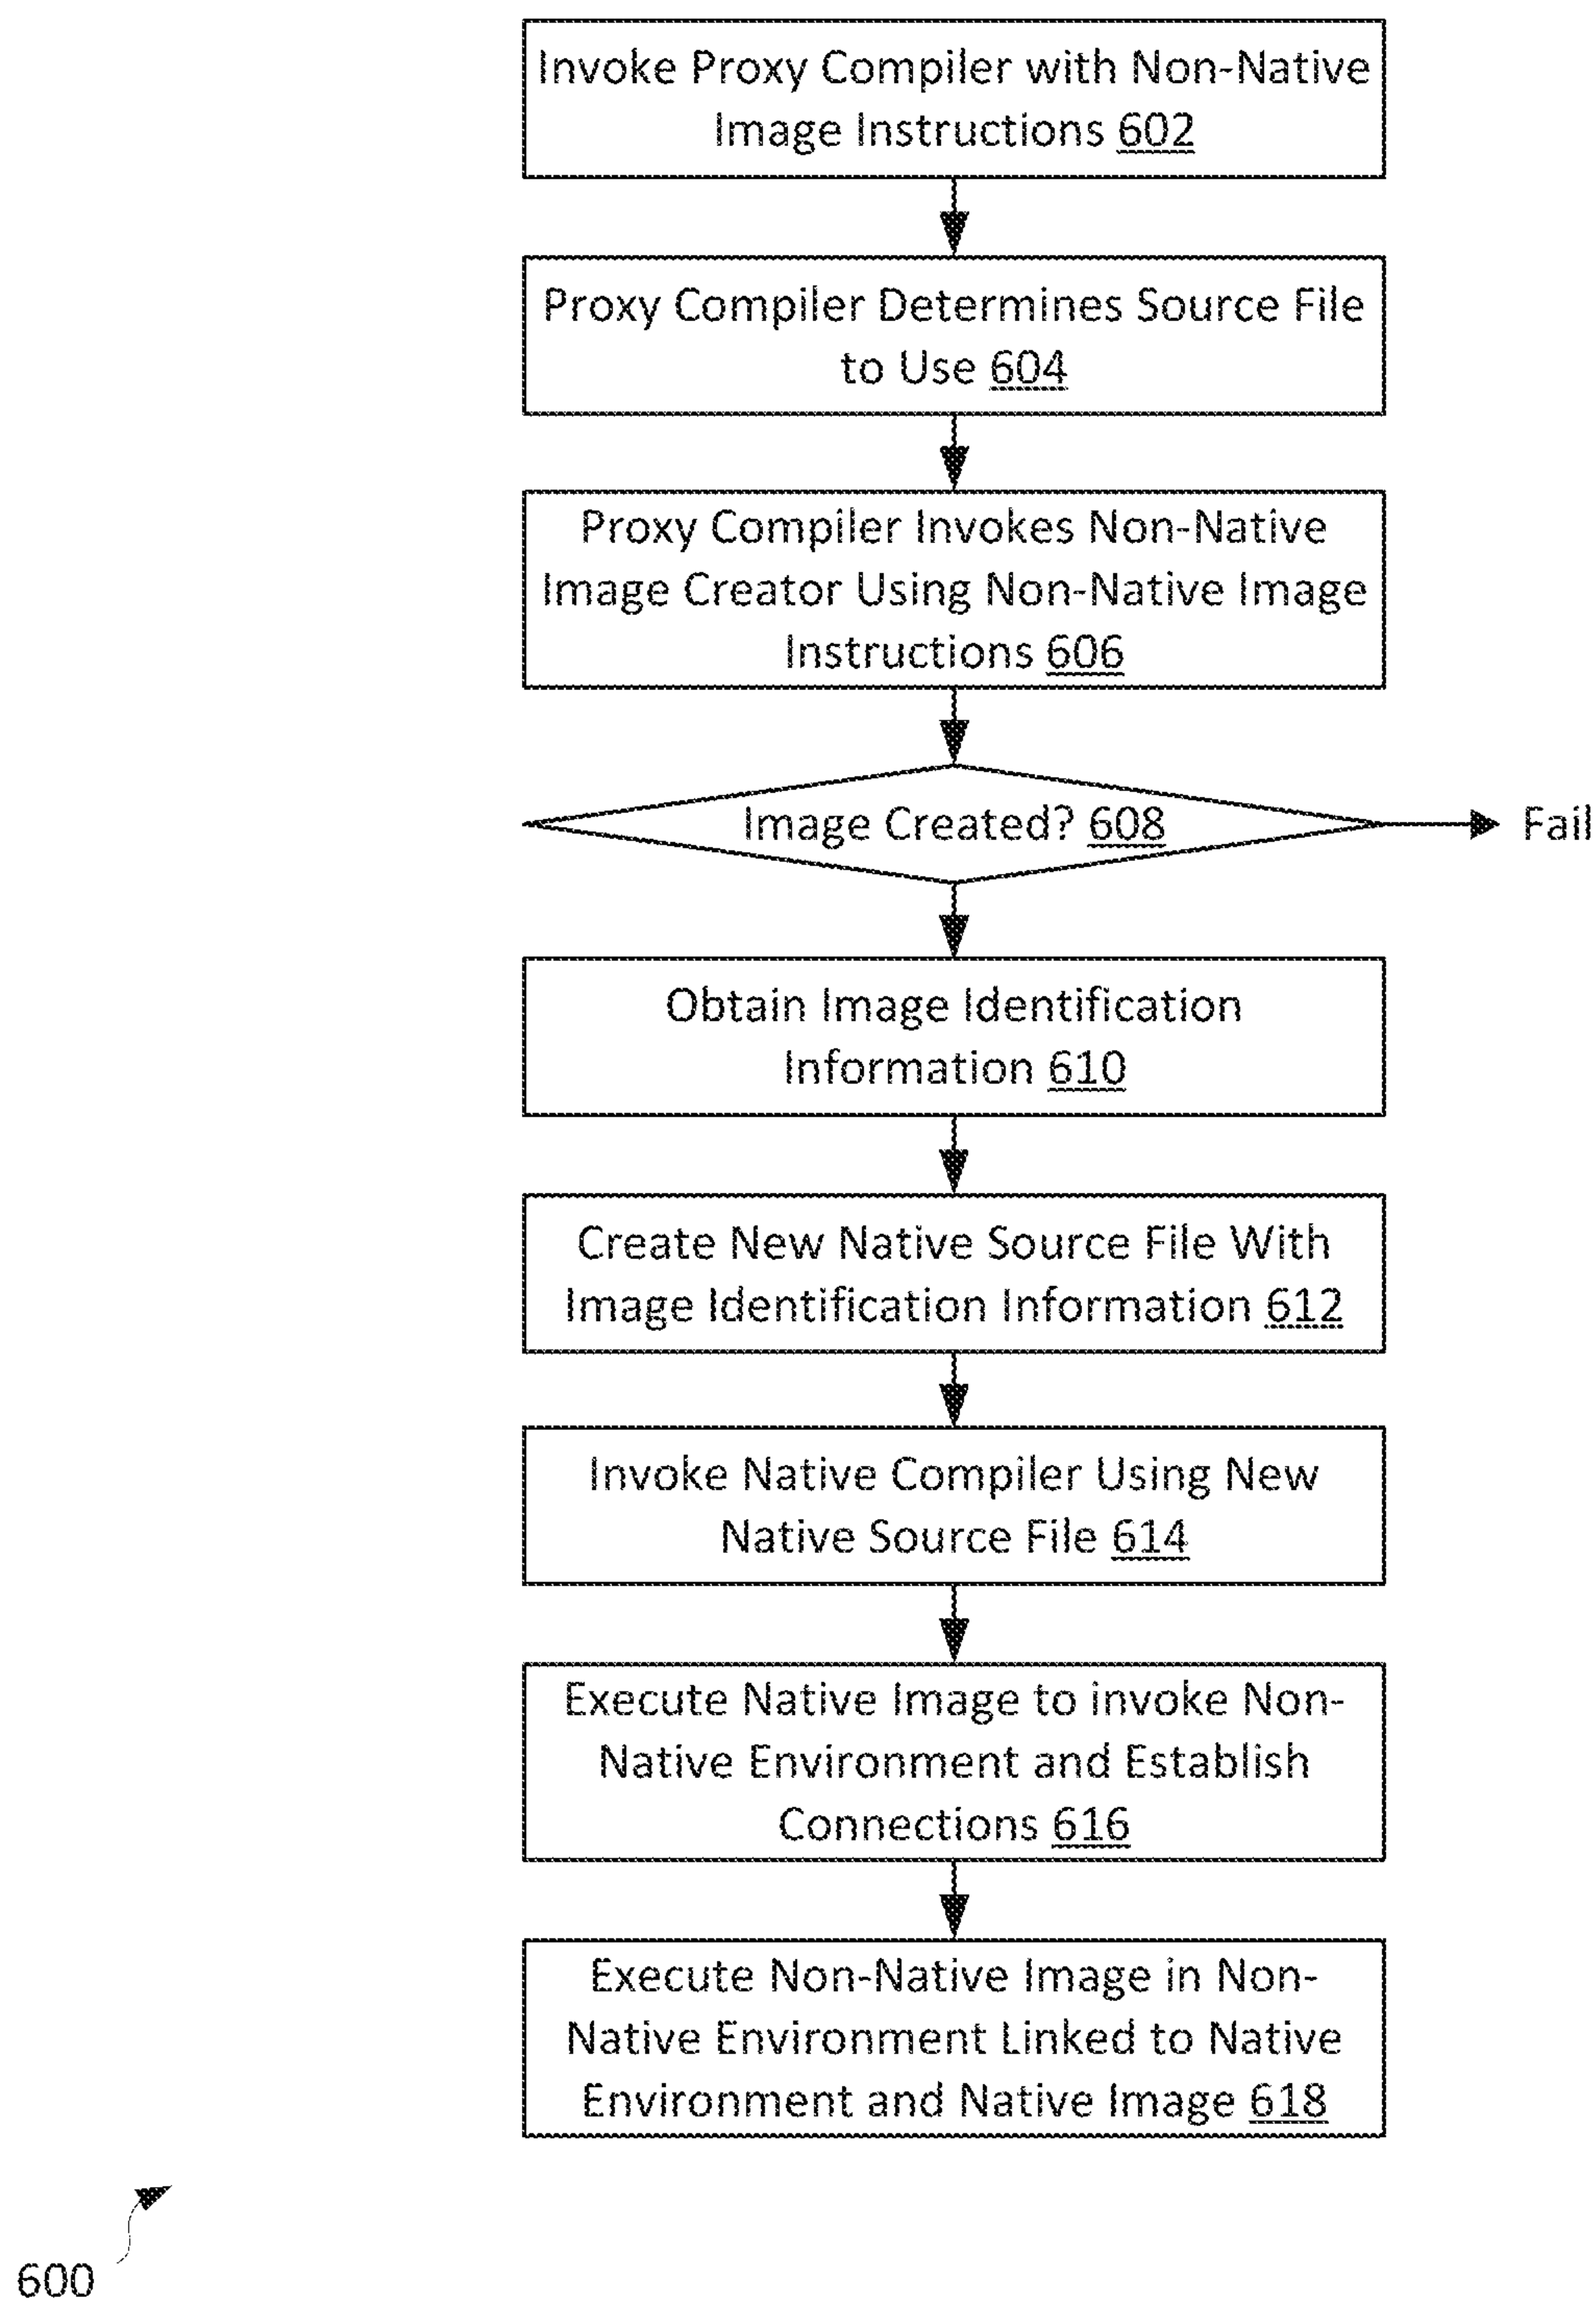 Invoke Proxy Compiler with Non-Native
Image Instructions 602
Proxy Compiler Determines Source File
to Use 604
Proxy Compiler Invokes Non-Native
Image Creator Using Non-Native Image
Instructions 606
Image Created? 608
Fail
Obtain Image Identification
Information 610
Create New Native Source File With
Image Identification Information 612
Invoke Native Compiler Using New
Native Source File 614
Execute Native Image to invoke Non-
Native Environment and Establish
Connections 616
Execute Non-Native Image in Non-
Native Environment Linked to Native
Environment and Native Image 618
600